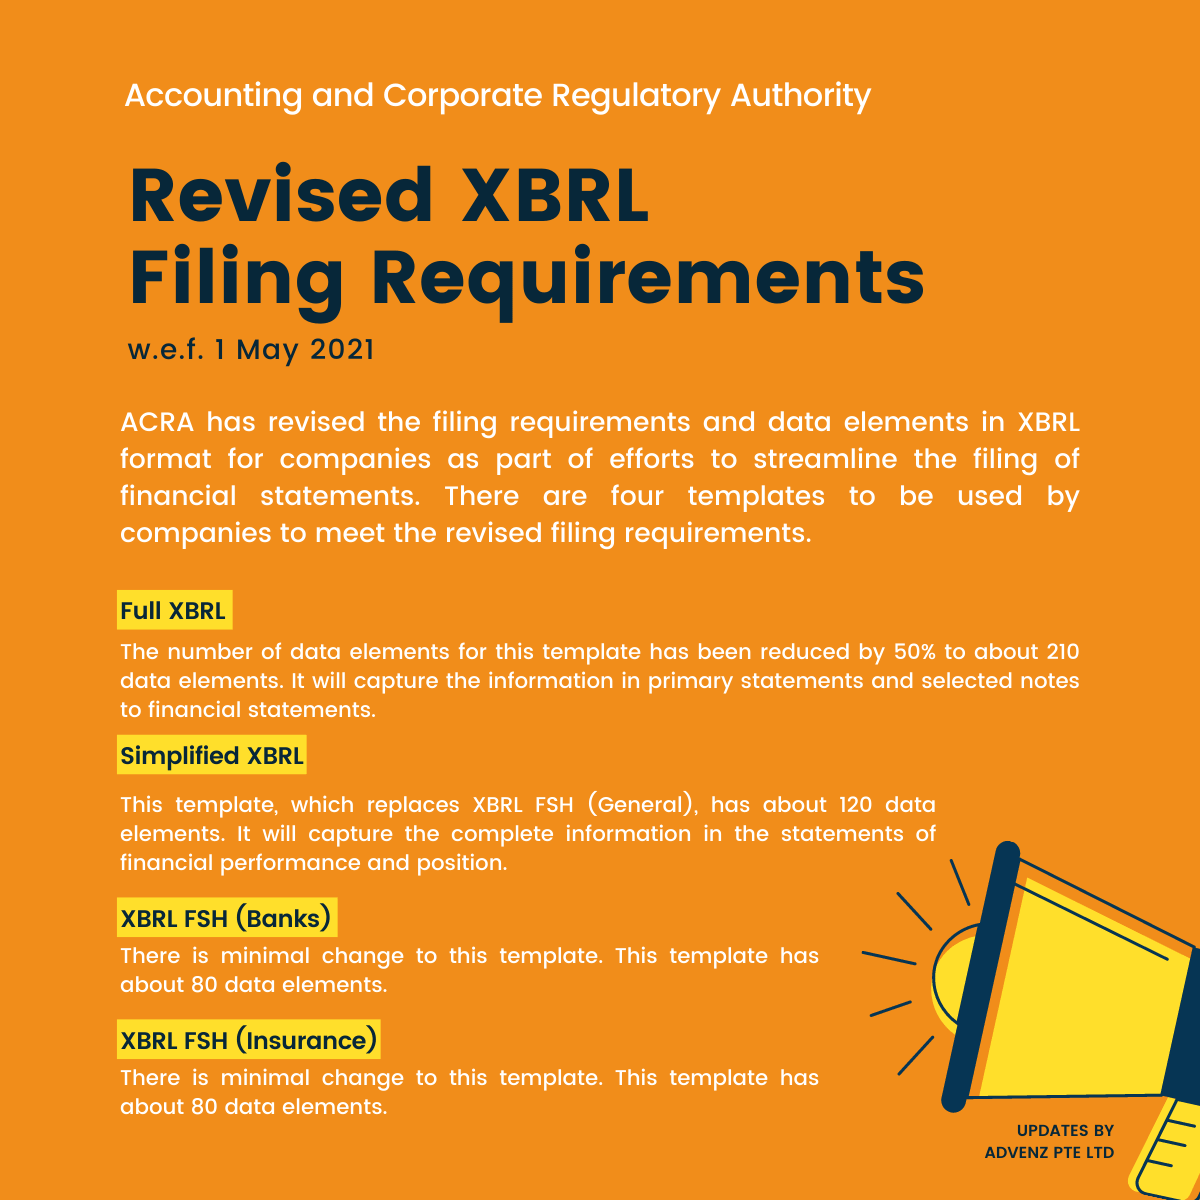 Accounting and Corporate Regulatory Authority
Revised XBRL
Filing Requirements
w.e.f. 1 May 2021
ACRA has revised the filing requirements and data elements in XBRL
format for companies as part of efforts to streamline the filing of
financial statements. There are four templates to be used by
companies to meet the revised filing requirements.
Full XBRL
The number of data elements for this template has been reduced by 50% to about 210
data elements. It will capture the information in primary statements and selected notes
to financial statements.
Simplified XBRL
This template, which replaces XBRL FSH (General), has about 120 data
elements. It will capture the complete information in the statements of
financial performance and position.
XBRL FSH (Banks)
There is minimal change to this template. This template has
about 80 data elements.
XBRL FSH (Insurance)
There is minimal change to this template. This template has
about 80 data elements.
UPDATES BY
ADVENZ PTE LTD